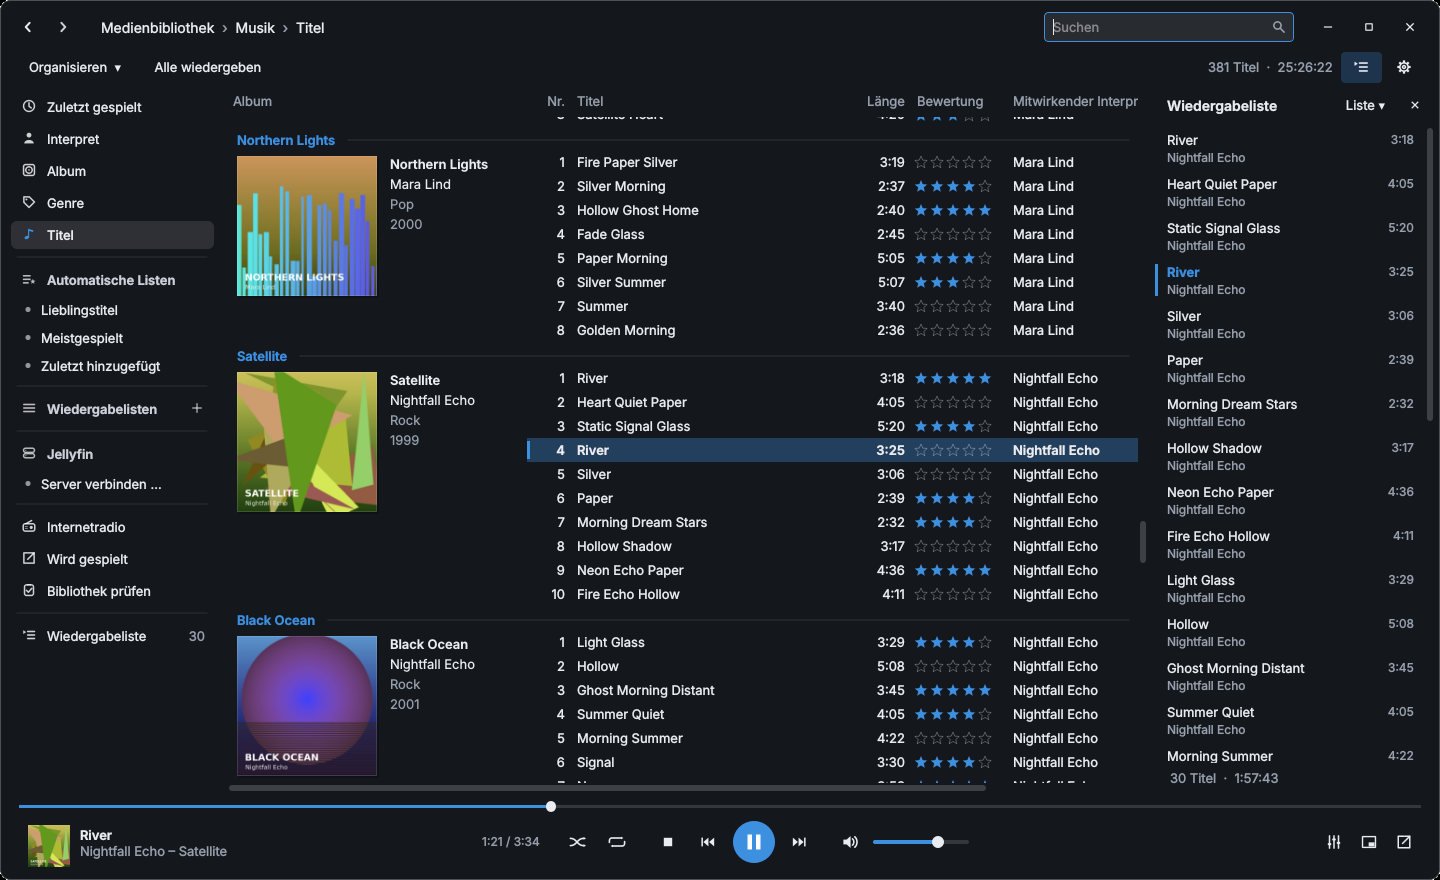 Medienbibliothek › Musik › Titel
Suchen
Organisieren ▾
Alle wiedergeben
381 Titel · 25:26:22
Zuletzt gespielt
Interpret
Album
Genre
Titel
Automatische Listen
Lieblingstitel
Meistgespielt
Zuletzt hinzugefügt
Wiedergabelisten +
Jellyfin
Server verbinden ...
Internetradio
Wird gespielt
Bibliothek prüfen
Wiedergabeliste 30
Album Nr. Titel Länge Bewertung Mitwirkender Interpr
Northern Lights
NORTHERN LIGHTS
Mara Lind
Northern Lights
Mara Lind
Pop
2000
1 Fire Paper Silver 3:19 Mara Lind
2 Silver Morning 2:37 Mara Lind
3 Hollow Ghost Home 2:40 Mara Lind
4 Fade Glass 2:45 Mara Lind
5 Paper Morning 5:05 Mara Lind
6 Silver Summer 5:07 Mara Lind
7 Summer 3:40 Mara Lind
8 Golden Morning 2:36 Mara Lind
Satellite
SATELLITE
Nightfall Echo
Satellite
Nightfall Echo
Rock
1999
1 River 3:18 Nightfall Echo
2 Heart Quiet Paper 4:05 Nightfall Echo
3 Static Signal Glass 5:20 Nightfall Echo
4 River 3:25 Nightfall Echo
5 Silver 3:06 Nightfall Echo
6 Paper 2:39 Nightfall Echo
7 Morning Dream Stars 2:32 Nightfall Echo
8 Hollow Shadow 3:17 Nightfall Echo
9 Neon Echo Paper 4:36 Nightfall Echo
10 Fire Echo Hollow 4:11 Nightfall Echo
Black Ocean
BLACK OCEAN
Nightfall Echo
Black Ocean
Nightfall Echo
Rock
2001
1 Light Glass 3:29 Nightfall Echo
2 Hollow 5:08 Nightfall Echo
3 Ghost Morning Distant 3:45 Nightfall Echo
4 Summer Quiet 4:05 Nightfall Echo
5 Morning Summer 4:22 Nightfall Echo
6 Signal 3:30 Nightfall Echo
Wiedergabeliste Liste ▾
River 3:18
Nightfall Echo
Heart Quiet Paper 4:05
Nightfall Echo
Static Signal Glass 5:20
Nightfall Echo
River 3:25
Nightfall Echo
Silver 3:06
Nightfall Echo
Paper 2:39
Nightfall Echo
Morning Dream Stars 2:32
Nightfall Echo
Hollow Shadow 3:17
Nightfall Echo
Neon Echo Paper 4:36
Nightfall Echo
Fire Echo Hollow 4:11
Nightfall Echo
Light Glass 3:29
Nightfall Echo
Hollow 5:08
Nightfall Echo
Ghost Morning Distant 3:45
Nightfall Echo
Summer Quiet 4:05
Nightfall Echo
Morning Summer 4:22
30 Titel · 1:57:43
River
Nightfall Echo – Satellite
1:21 / 3:34